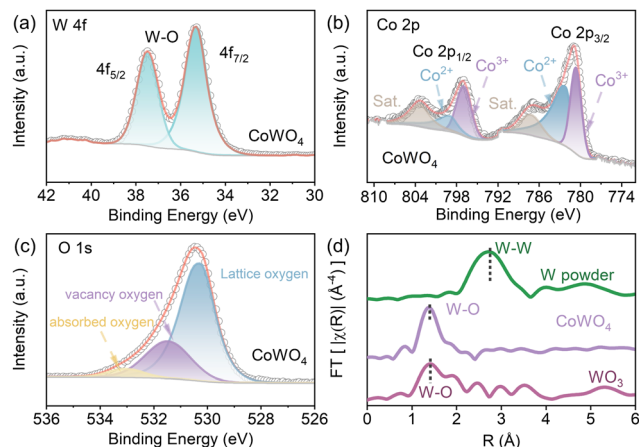 (a)
W 4f
W-O
4f5/2
4f7/2
CoWO4
Intensity (a.u.)
42 40 38 36 34 32 30
Binding Energy (eV)
(b)
Co 2p
Co 2p3/2
Co 2p1/2
Co2+
Co3+
Co2+
Co3+
Sat.
Sat.
CoWO4
Intensity (a.u.)
810 804 798 792 786 780 774
Binding Energy (eV)
(c)
O 1s
Lattice oxygen
vacancy oxygen
absorbed oxygen
CoWO4
Intensity (a.u.)
536 534 532 530 528 526
Binding Energy (eV)
(d)
W-W
W powder
W-O
CoWO4
W-O
WO3
FT [ |χ(R)| (Å-4) ]
0 1 2 3 4 5 6
R (Å)